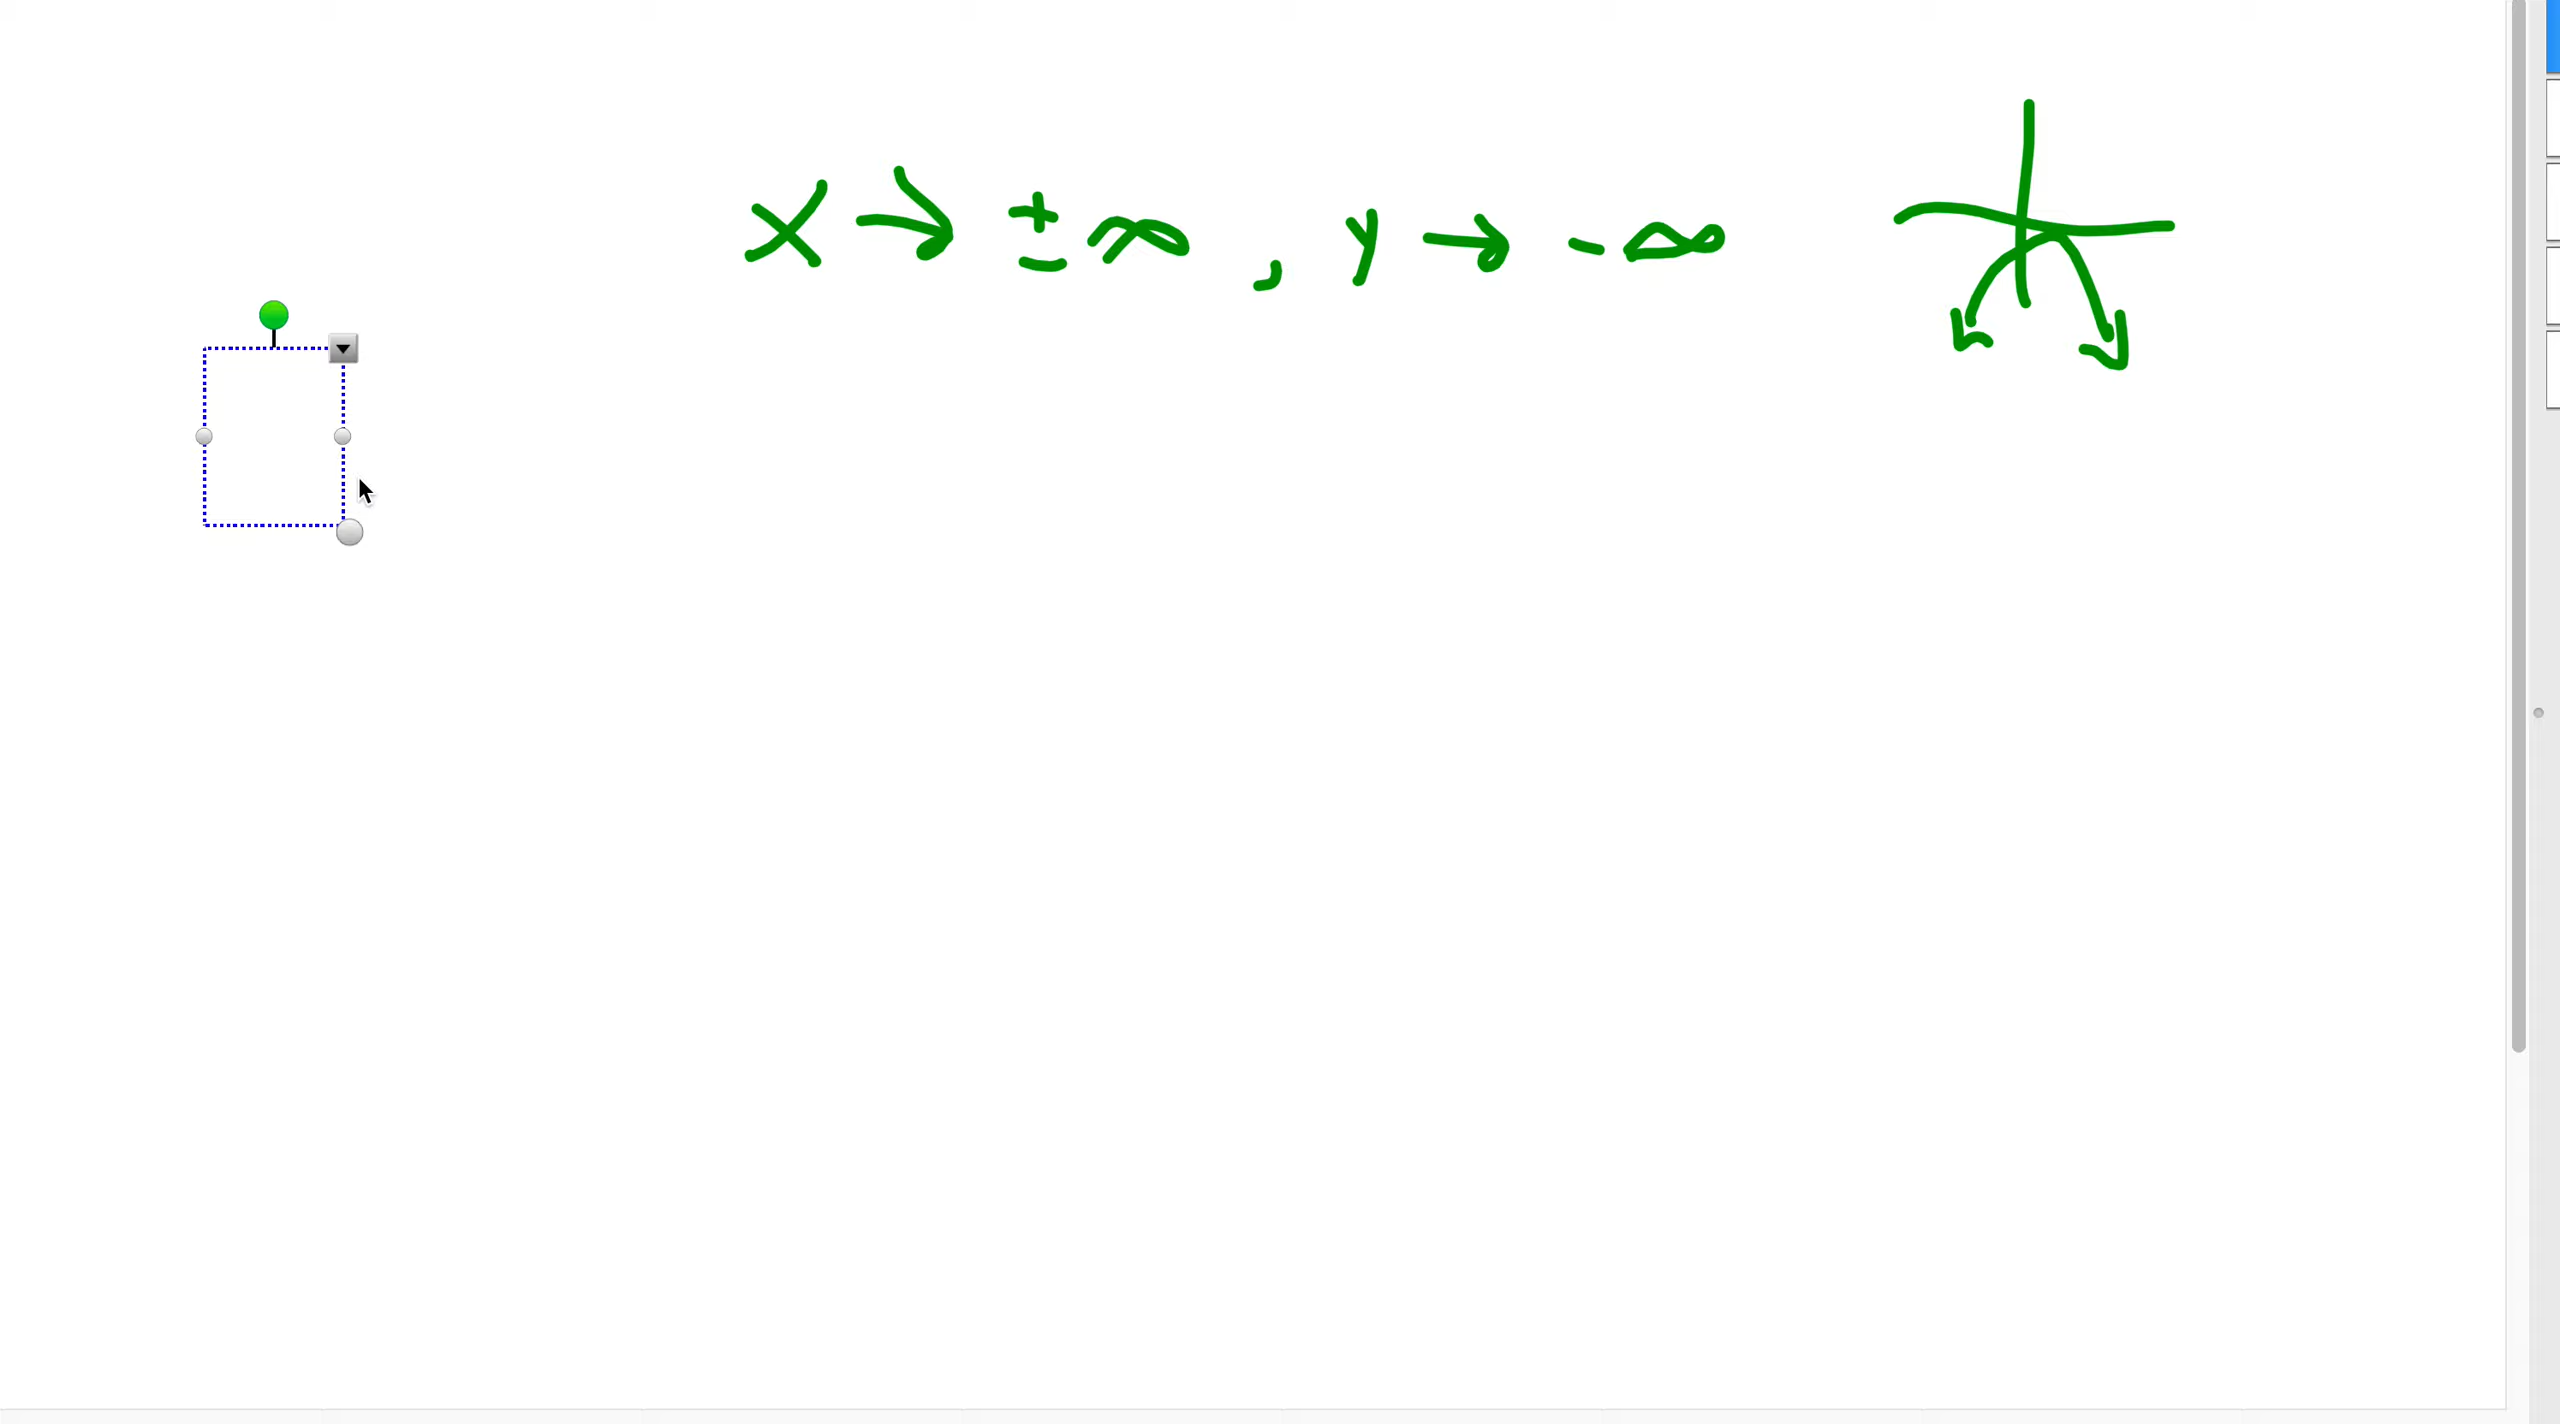 x → ±∞ , y → -∞